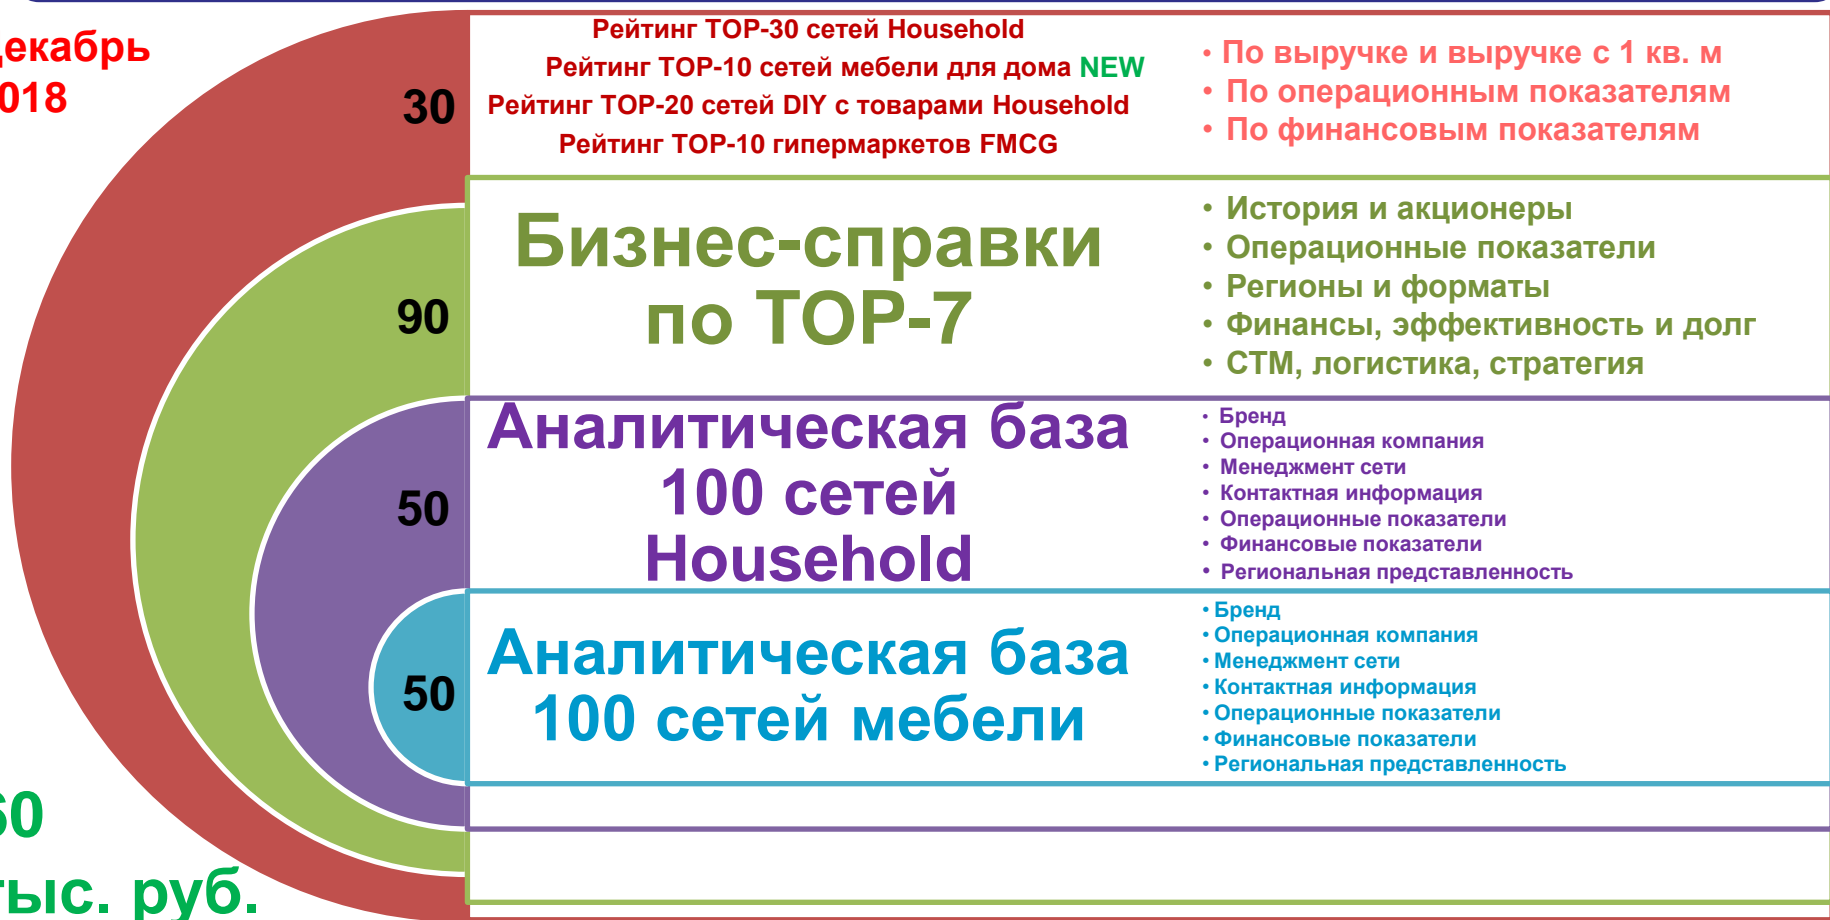 декабрь
018
30
Рейтинг TOP-30 сетей Household
Рейтинг TOP-10 сетей мебели для дома NEW
Рейтинг TOP-20 сетей DIY с товарами Household
Рейтинг TOP-10 гипермаркетов FMCG
• По выручке и выручке с 1 кв. м
• По операционным показателям
• По финансовым показателям
90
Бизнес-справки
по TOP-7
• История и акционеры
• Операционные показатели
• Регионы и форматы
• Финансы, эффективность и долг
• СТМ, логистика, стратегия
50
Аналитическая база
100 сетей
Household
• Бренд
• Операционная компания
• Менеджмент сети
• Контактная информация
• Операционные показатели
• Финансовые показатели
• Региональная представленность
50
Аналитическая база
100 сетей мебели
• Бренд
• Операционная компания
• Менеджмент сети
• Контактная информация
• Операционные показатели
• Финансовые показатели
• Региональная представленность
60
тыс. руб.